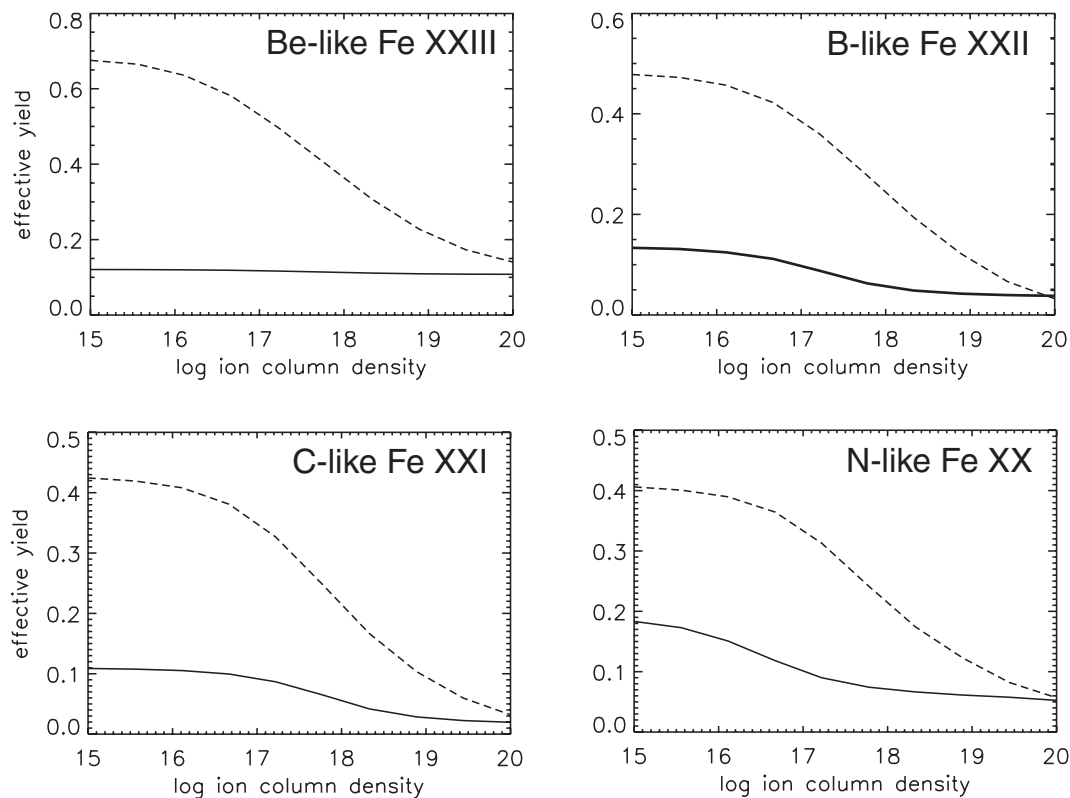 Be-like Fe XXIII
0.8
0.6
0.4
0.2
0.0
effective yield
15 16 17 18 19 20
log ion column density
B-like Fe XXII
0.6
0.4
0.2
0.0
15 16 17 18 19 20
log ion column density
C-like Fe XXI
0.5
0.4
0.3
0.2
0.1
0.0
effective yield
15 16 17 18 19 20
log ion column density
N-like Fe XX
0.5
0.4
0.3
0.2
0.1
0.0
15 16 17 18 19 20
log ion column density